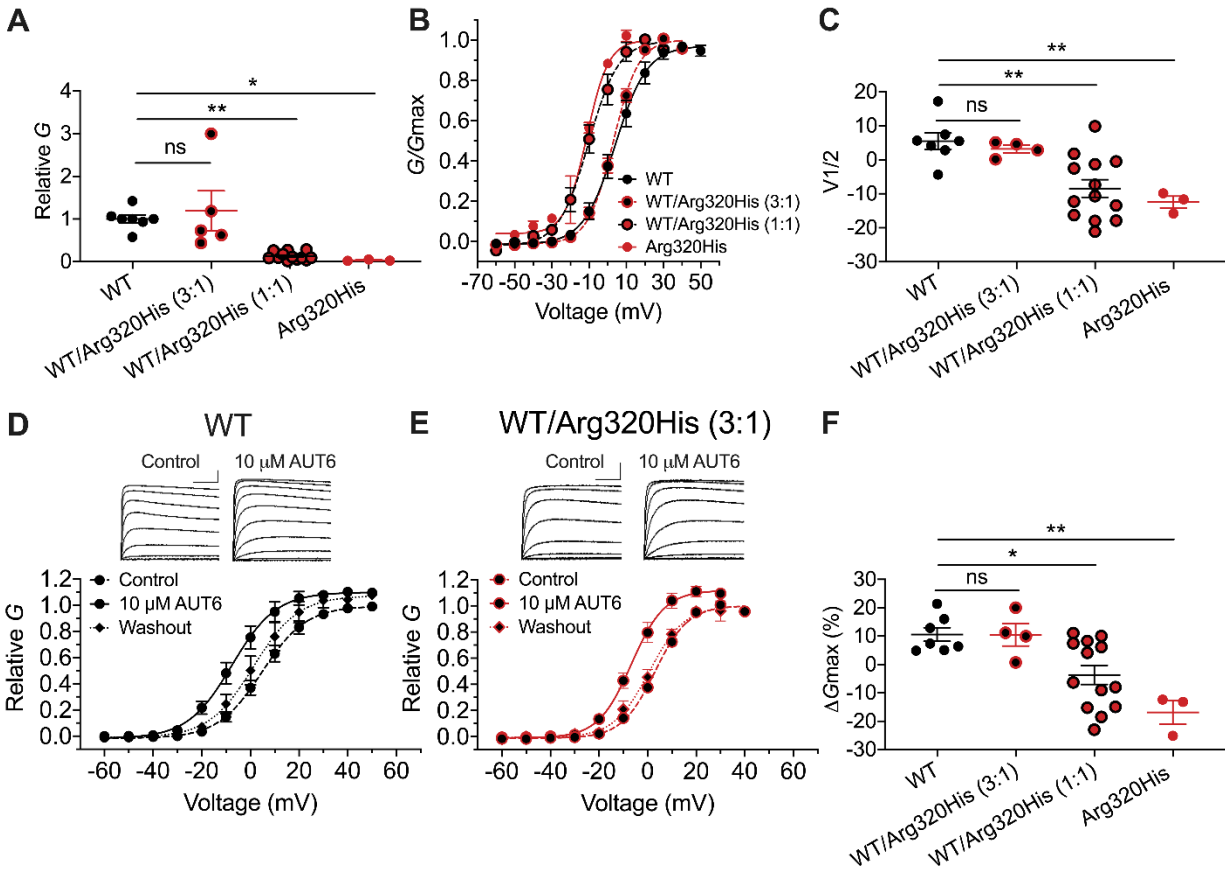 A
Relative G
4
3
2
1
0
*
**
ns
WT
WT/Arg320His (3:1)
WT/Arg320His (1:1)
Arg320His
B
G/Gmax
1.0
0.8
0.6
0.4
0.2
0.0
WT
WT/Arg320His (3:1)
WT/Arg320His (1:1)
Arg320His
-70 -50 -30 -10 10 30 50
Voltage (mV)
C
V1/2
20
10
0
-10
-20
-30
**
**
ns
WT
WT/Arg320His (3:1)
WT/Arg320His (1:1)
Arg320His
D
WT
Control
10 μM AUT6
Relative G
1.2
1.0
0.8
0.6
0.4
0.2
0.0
Control
10 μM AUT6
Washout
-60 -40 -20 0 20 40 60
Voltage (mV)
E
WT/Arg320His (3:1)
Control
10 μM AUT6
Relative G
1.2
1.0
0.8
0.6
0.4
0.2
0.0
Control
10 μM AUT6
Washout
-60 -40 -20 0 20 40 60
Voltage (mV)
F
ΔGmax (%)
30
20
10
0
-10
-20
-30
**
*
ns
WT
WT/Arg320His (3:1)
WT/Arg320His (1:1)
Arg320His